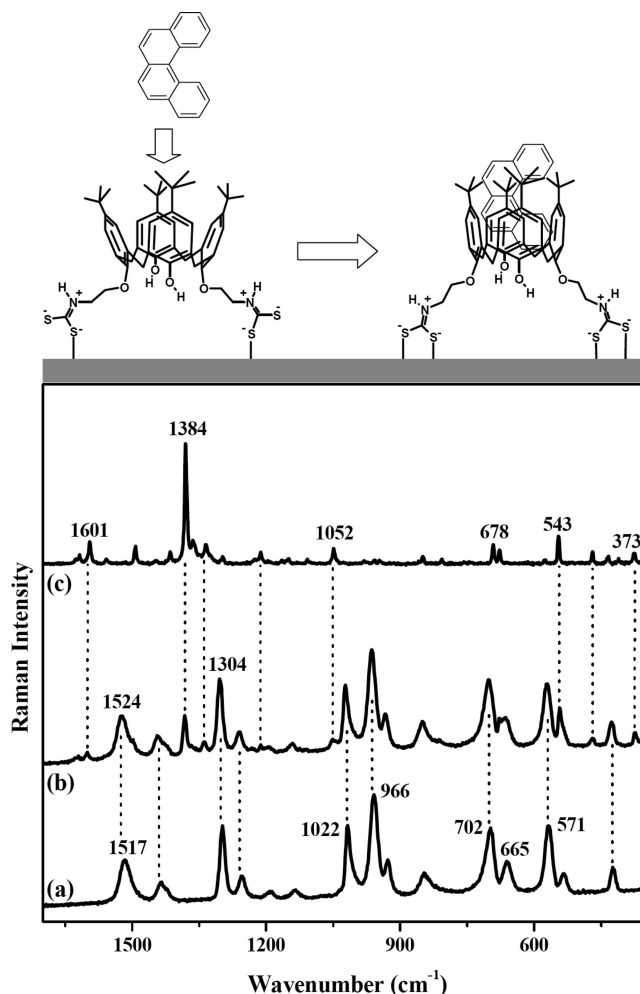 H H
O O O O
H N + H H N + H
S - S - S - S -
S S
H N + H H N + H
S - S - S - S -
1384
1601 1052 678 543 373
(c)
1304
1524
(b)
966
1022 702 571
1517 665
(a)
Raman Intensity
1500 1200 900 600
Wavenumber (cm⁻¹)